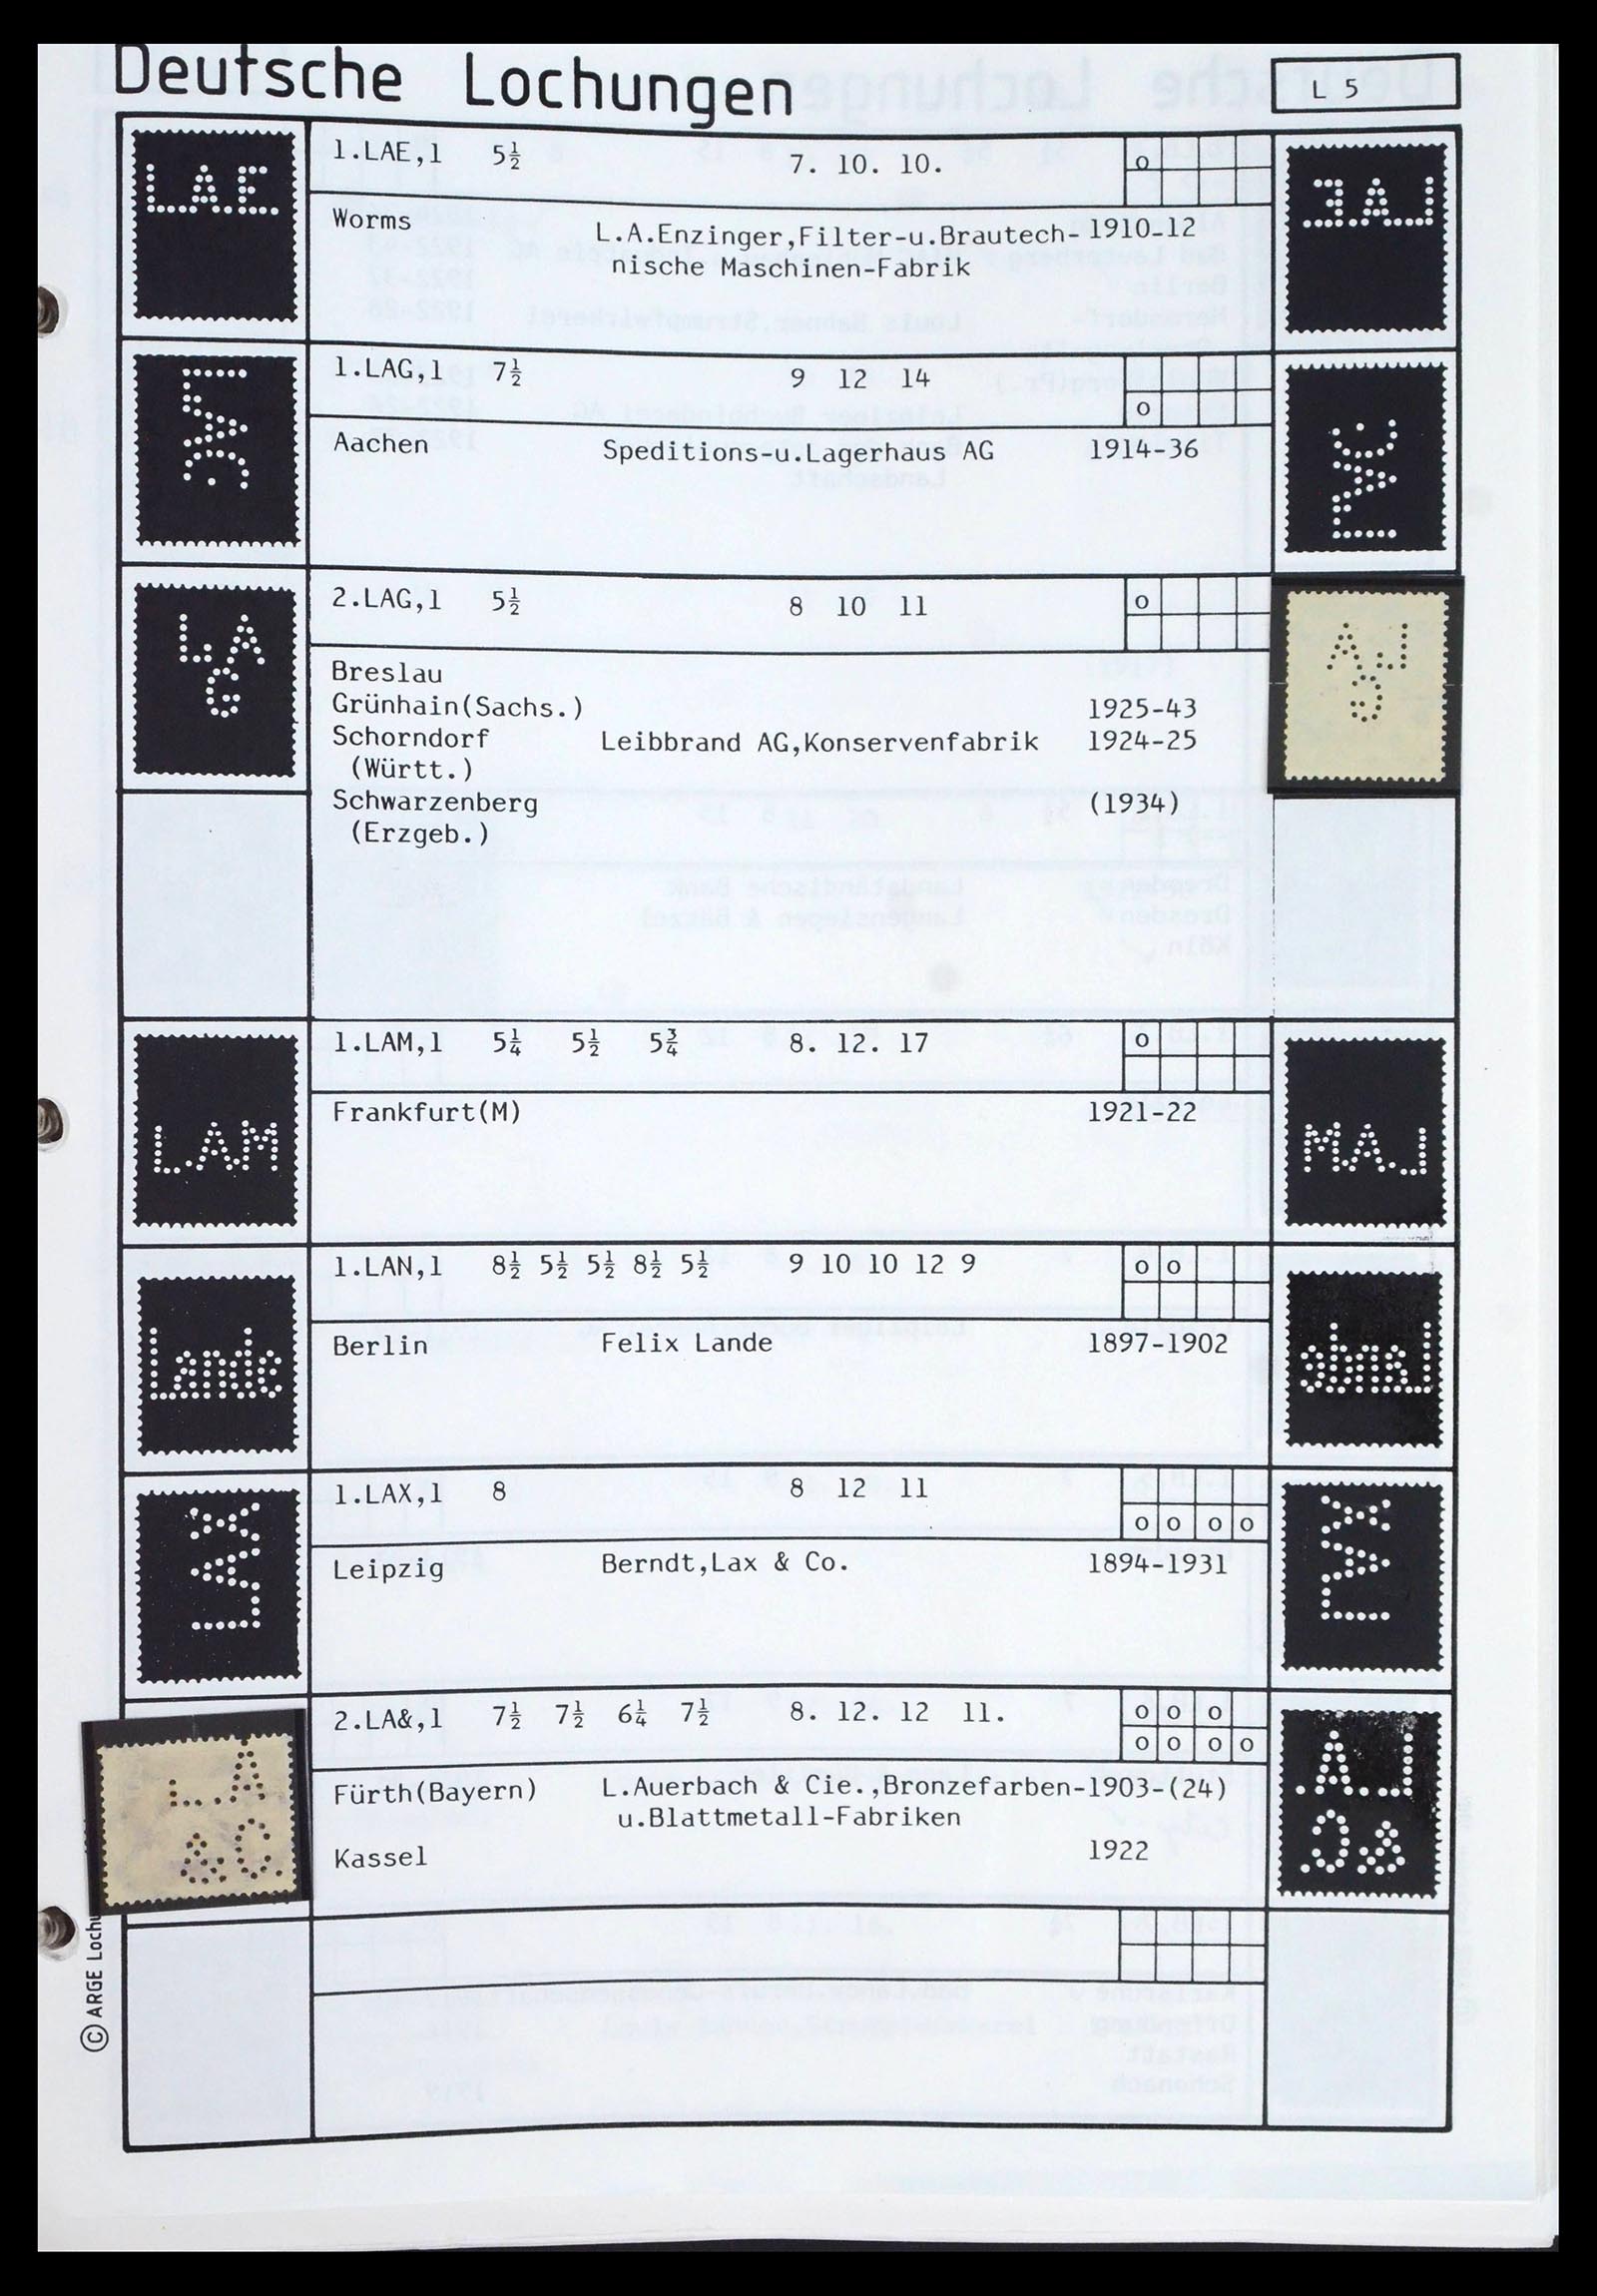 Deutsche Lochungen
L 5
LAE
1.LAE,1 5½ 7. 10. 10. o
Worms L.A.Enzinger,Filter-u.Brautech-1910-12
nische Maschinen-Fabrik
LAE
LAG
1.LAG,1 7½ 9 12 14
o
Aachen Speditions-u.Lagerhaus AG 1914-36
LAG
LA
G
2.LAG,1 5½ 8 10 11 o
Breslau
Grünhain(Sachs.) 1925-43
Schorndorf Leibbrand AG,Konservenfabrik 1924-25
(Württ.)
Schwarzenberg (1934)
(Erzgeb.)
LA
G
L.AM
1.LAM,1 5¼ 5½ 5¾ 8. 12. 17 o
Frankfurt(M) 1921-22
L.AM
Lande
1.LAN,1 8½ 5½ 5½ 8½ 5½ 9 10 10 12 9 o o
Berlin Felix Lande 1897-1902
Lande
LAX
1.LAX,1 8 8 12 11
o o o o
Leipzig Berndt,Lax & Co. 1894-1931
LAX
L.A
&C
2.LA&,1 7½ 7½ 6¼ 7½ 8. 12. 12 11. o o o
o o o o
Fürth(Bayern) L.Auerbach & Cie.,Bronzefarben-1903-(24)
u.Blattmetall-Fabriken
Kassel 1922
L.A.
&C.
© ARGE Lochu